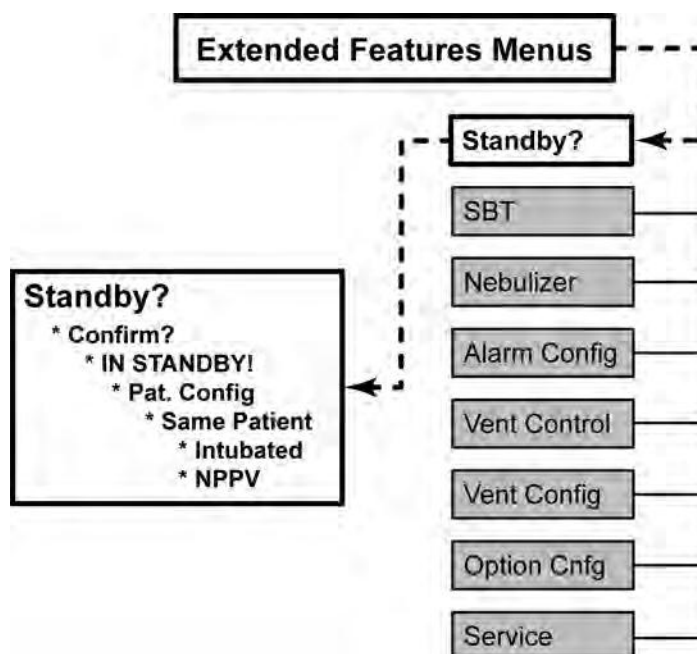 Extended Features Menus
Standby?
SBT
Nebulizer
Alarm Config
Vent Control
Vent Config
Option Cnfg
Service
Standby?
* Confirm?
* IN STANDBY!
* Pat. Config
* Same Patient
* Intubated
* NPPV